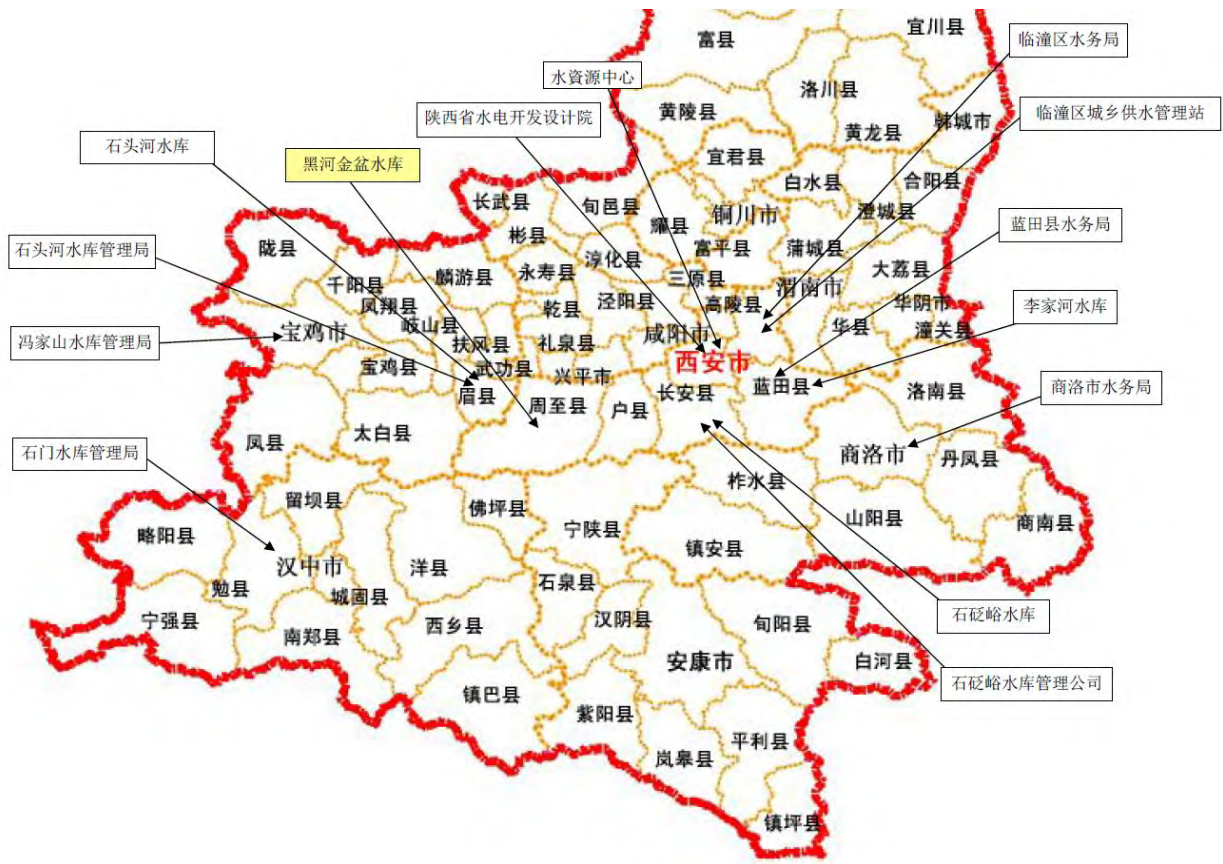 宜川县
富县
临潼区水务局
水資源中心
洛川县
黄陵县
陕西省水电开发设计院
黄龙县
韩城市
临潼区城乡供水管理站
石头河水库
黑河金盆水库
宜君县
白水县
合阳县
长武县
旬邑县
耀县
铜川市
澄城县
蓝田县水务局
彬县
富平县
蒲城县
陇县
石头河水库管理局
千阳县
麟游县
永寿县
淳化县
三原县
大荔县
凤翔县
岐山县
乾县
泾阳县
高陵县
渭南市
华阴市
李家河水库
冯家山水库管理局
宝鸡市
扶风县
礼泉县
咸阳市
华县
潼关县
宝鸡县
武功县
兴平市
西安市
眉县
周至县
户县
长安县
蓝田县
洛南县
商洛市水务局
凤县
太白县
石门水库管理局
商洛市
丹凤县
留坝县
佛坪县
柞水县
略阳县
宁陕县
山阳县
商南县
汉中市
洋县
镇安县
勉县
城固县
石泉县
宁强县
南郑县
西乡县
汉阴县
旬阳县
石砭峪水库
安康市
白河县
镇巴县
石砭峪水库管理公司
紫阳县
平利县
岚皋县
镇坪县